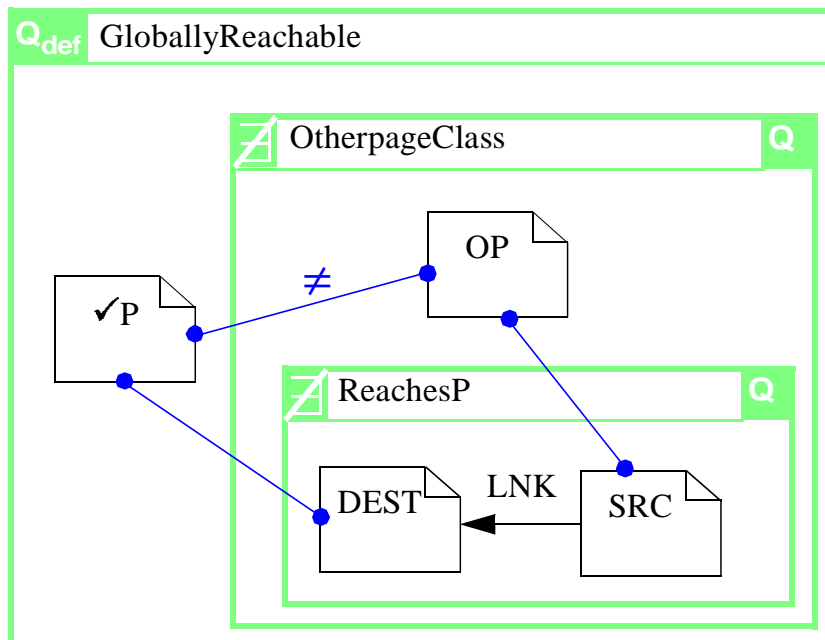 Qdef GloballyReachable
∄ OtherpageClass Q
OP
≠
✓P
∄ ReachesP Q
LNK
DEST
SRC